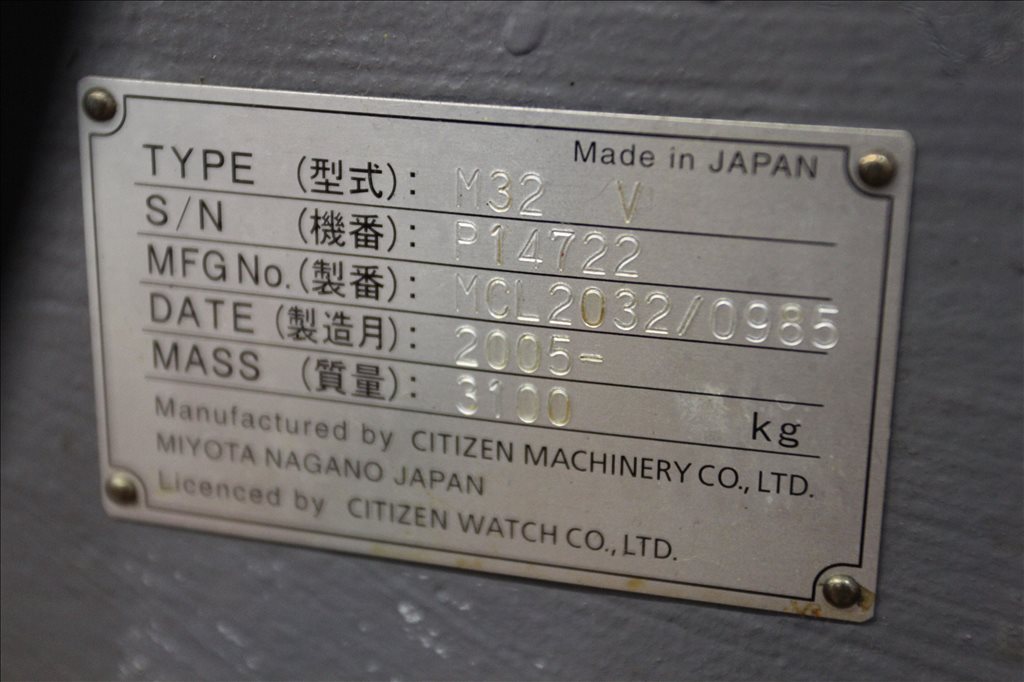 Made in JAPAN
TYPE (型式): M32 V
S/N (機番): P14722
MFG No. (製番): MCL2032/0985
DATE (製造月): 2005-
MASS (質量): 3100 kg
Manufactured by CITIZEN MACHINERY CO., LTD.
MIYOTA NAGANO JAPAN
Licenced by CITIZEN WATCH CO., LTD.